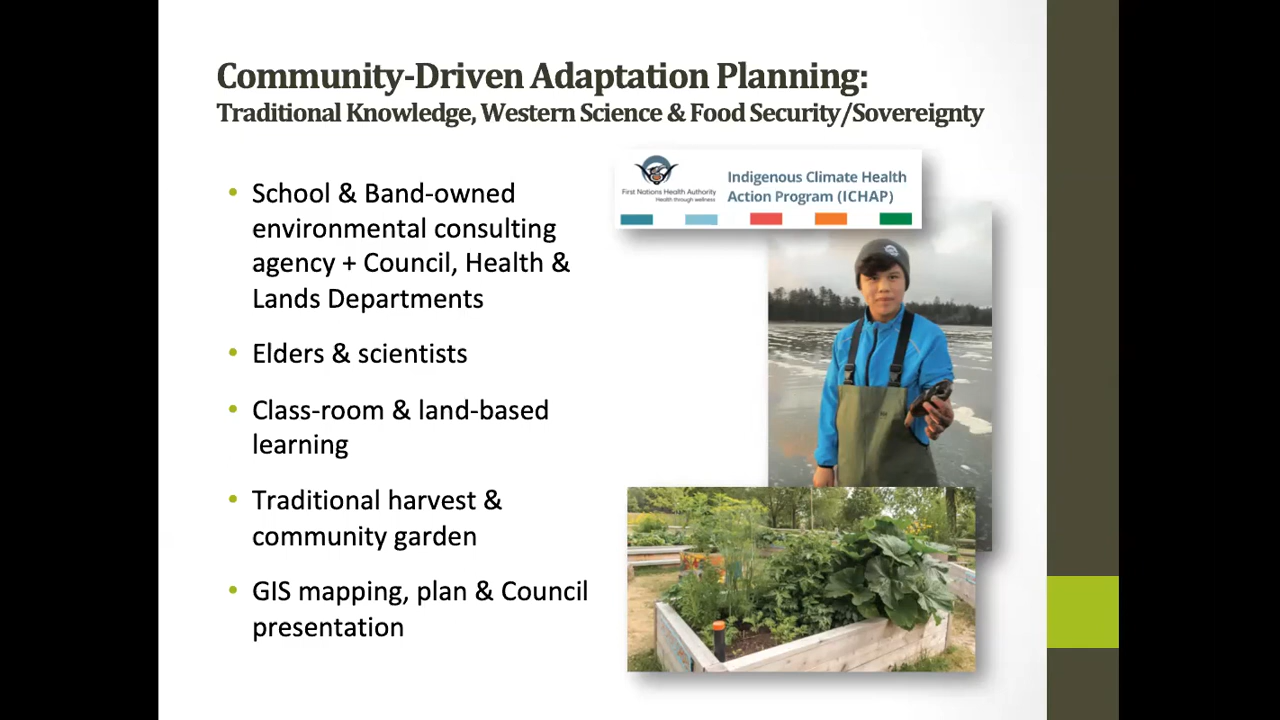 Community-Driven Adaptation Planning:
Traditional Knowledge, Western Science & Food Security/Sovereignty
• School & Band-owned
environmental consulting
agency + Council, Health &
Lands Departments
• Elders & scientists
• Class-room & land-based
learning
• Traditional harvest &
community garden
• GIS mapping, plan & Council
presentation
First Nations Health Authority
Health through wellness
Indigenous Climate Health
Action Program (ICHAP)